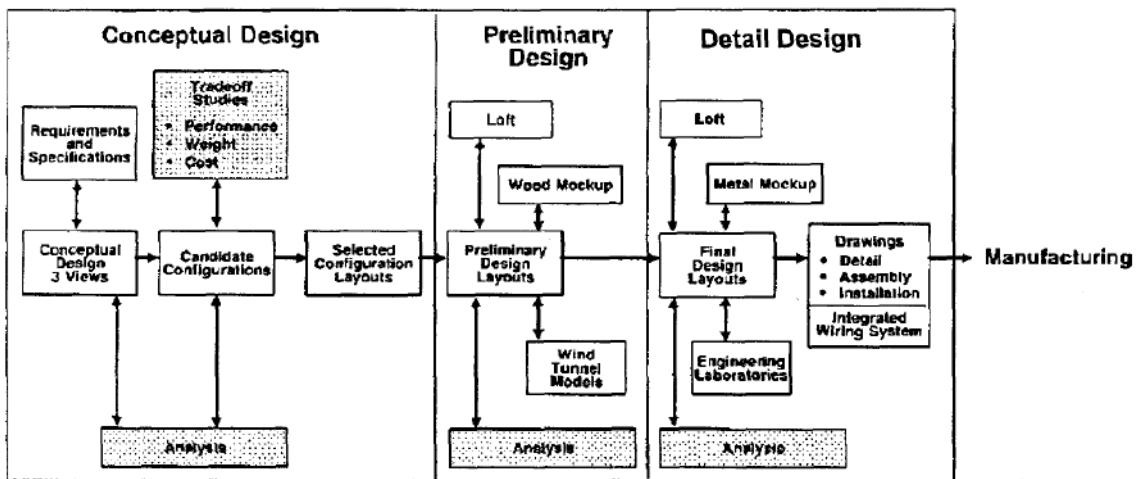 Conceptual Design
Preliminary
Design
Detail Design
Tradeoff
Studies
• Performance
• Weight
• Cost
Requirements
and
Specifications
Loft
Loft
Wood Mockup
Metal Mockup
Conceptual
Design
3 Views
Candidate
Configurations
Selected
Configuration
Layouts
Preliminary
Design
Layouts
Final
Design
Layouts
Drawings
• Detail
• Assembly
• Installation
Integrated
Wiring System
Manufacturing
Wind
Tunnel
Models
Engineering
Laboratories
Analysis
Analysis
Analysis